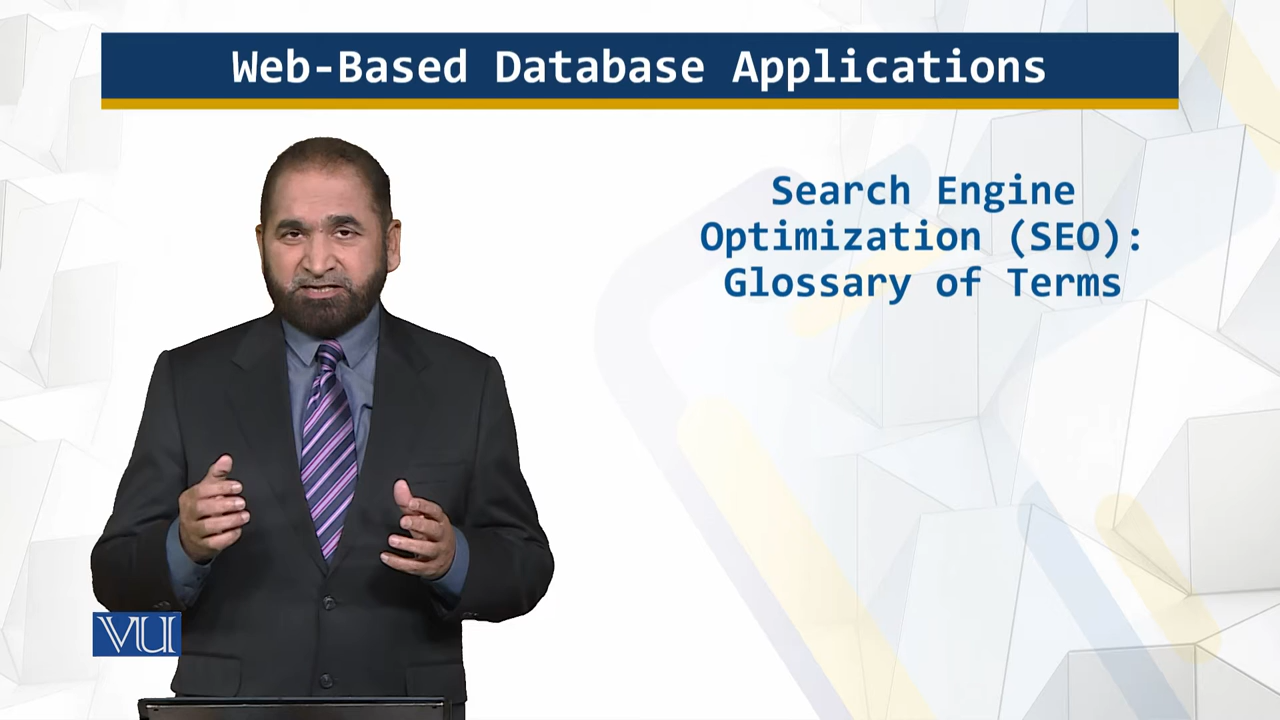 Web-Based Database Applications
Search Engine
Optimization (SEO):
Glossary of Terms
VU